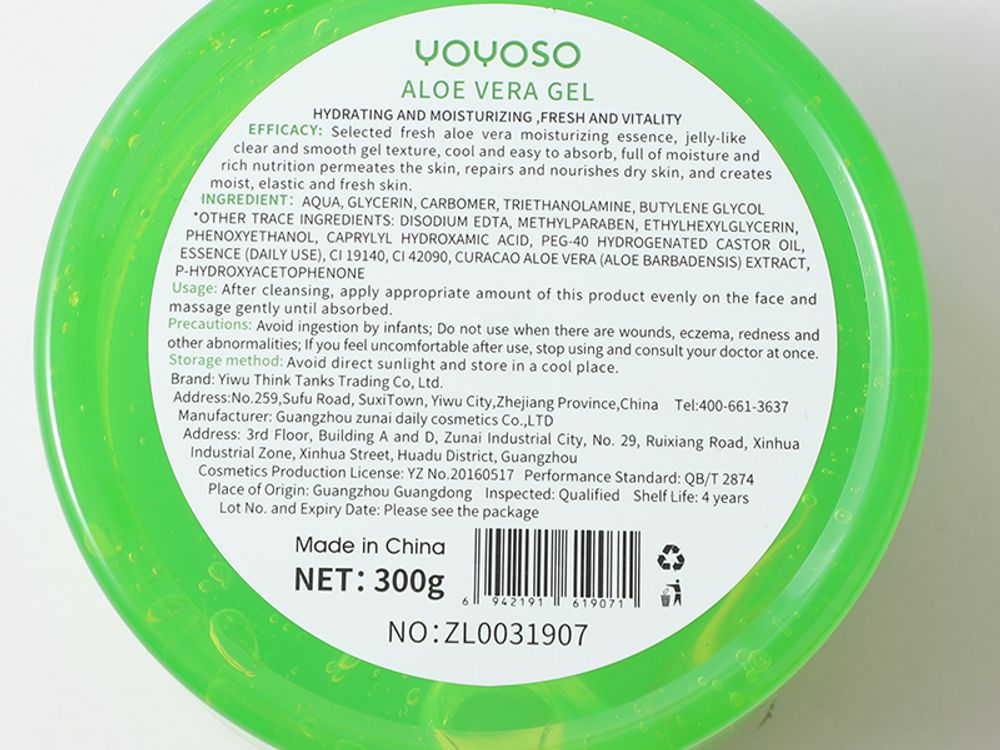 YOYOSO
ALOE VERA GEL
HYDRATING AND MOISTURIZING ,FRESH AND VITALITY
EFFICACY: Selected fresh aloe vera moisturizing essence, jelly-like
clear and smooth gel texture, cool and easy to absorb, full of moisture and
rich nutrition permeates the skin, repairs and nourishes dry skin, and creates
moist, elastic and fresh skin.
INGREDIENT: AQUA, GLYCERIN, CARBOMER, TRIETHANOLAMINE, BUTYLENE GLYCOL
*OTHER TRACE INGREDIENTS: DISODIUM EDTA, METHYLPARABEN, ETHYLHEXYLGLYCERIN,
PHENOXYETHANOL, CAPRYLYL HYDROXAMIC ACID, PEG-40 HYDROGENATED CASTOR OIL,
ESSENCE (DAILY USE), CI 19140, CI 42090, CURACAO ALOE VERA (ALOE BARBADENSIS) EXTRACT,
P-HYDROXYACETOPHENONE
Usage: After cleansing, apply appropriate amount of this product evenly on the face and
massage gently until absorbed.
Precautions: Avoid ingestion by infants; Do not use when there are wounds, eczema, redness and
other abnormalities; If you feel uncomfortable after use, stop using and consult your doctor at once.
Storage method: Avoid direct sunlight and store in a cool place.
Brand: Yiwu Think Tanks Trading Co, Ltd.
Address:No.259,Sufu Road, SuxiTown, Yiwu City,Zhejiang Province,China Tel:400-661-3637
Manufacturer: Guangzhou zunai daily cosmetics Co.,LTD
Address: 3rd Floor, Building A and D, Zunai Industrial City, No. 29, Ruixiang Road, Xinhua
Industrial Zone, Xinhua Street, Huadu District, Guangzhou
Cosmetics Production License: YZ No.20160517 Performance Standard: QB/T 2874
Place of Origin: Guangzhou Guangdong Inspected: Qualified Shelf Life: 4 years
Lot No. and Expiry Date: Please see the package
Made in China
NET: 300g
6 942191 619071
NO:ZL0031907